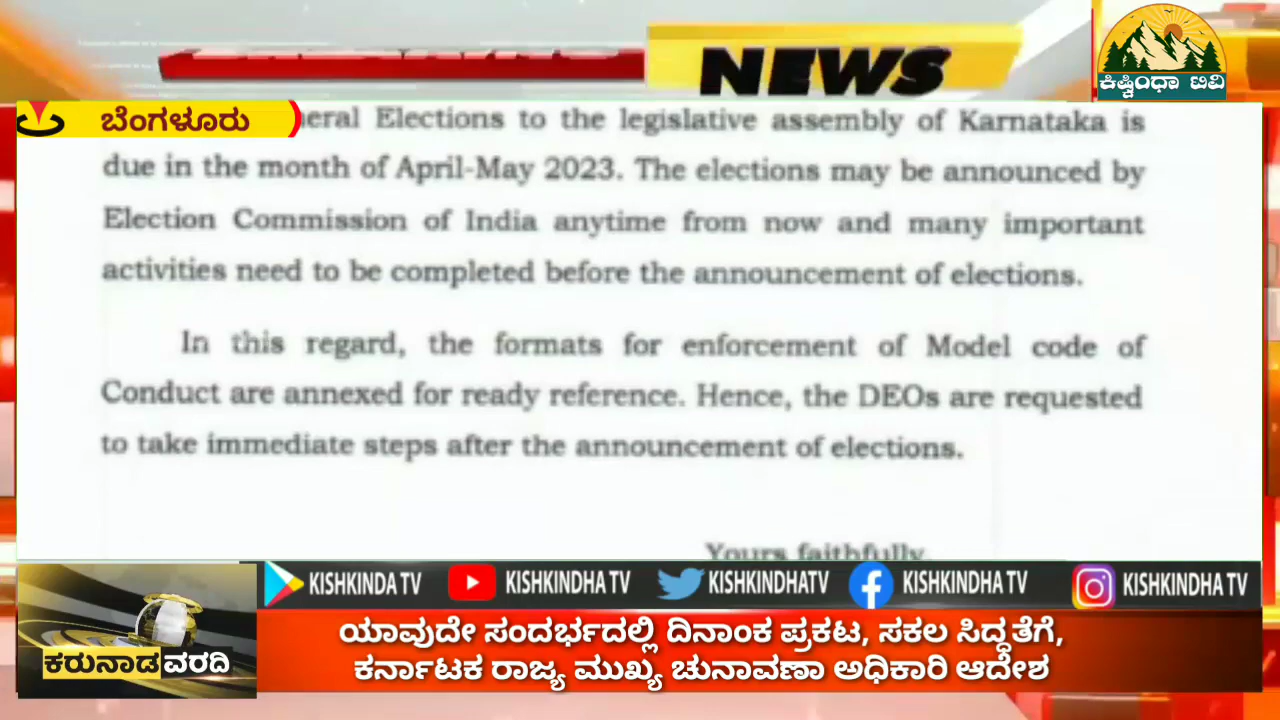 NEWS
ಕಿಷ್ಕಿಂಧಾ ಟಿವಿ
ಬೆಂಗಳೂರು
neral Elections to the legislative assembly of Karnataka is
due in the month of April-May 2023. The elections may be announced by
Election Commission of India anytime from now and many important
activities need to be completed before the announcement of elections.
In this regard, the formats for enforcement of Model code of
Conduct are annexed for ready reference. Hence, the DEOs are requested
to take immediate steps after the announcement of elections.
Yours faithfully,
KISHKINDA TV KISHKINDHA TV KISHKINDHATV KISHKINDHA TV KISHKINDHA TV
ಕರುನಾಡ ವರದಿ
ಯಾವುದೇ ಸಂದರ್ಭದಲ್ಲಿ ದಿನಾಂಕ ಪ್ರಕಟ, ಸಕಲ ಸಿದ್ದತೆಗೆ,
ಕರ್ನಾಟಕ ರಾಜ್ಯ ಮುಖ್ಯ ಚುನಾವಣಾ ಅಧಿಕಾರಿ ಆದೇಶ